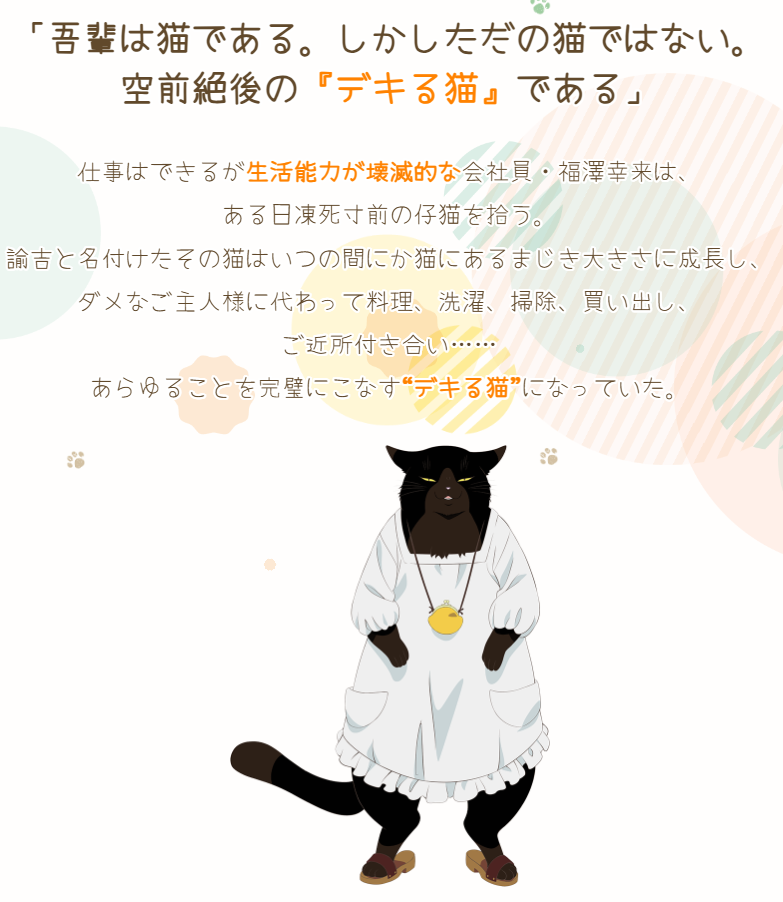 「吾輩は猫である。しかしただの猫ではない。
空前絶後の『デキる猫』である」
仕事はできるが生活能力が壊滅的な会社員・福澤幸来は、
ある日凍死寸前の仔猫を拾う。
諭吉と名付けたその猫はいつの間にか猫にあるまじき大きさに成長し、
ダメなご主人様に代わって料理、洗濯、掃除、買い出し、
ご近所付き合い……
あらゆることを完璧にこなす“デキる猫”になっていた。